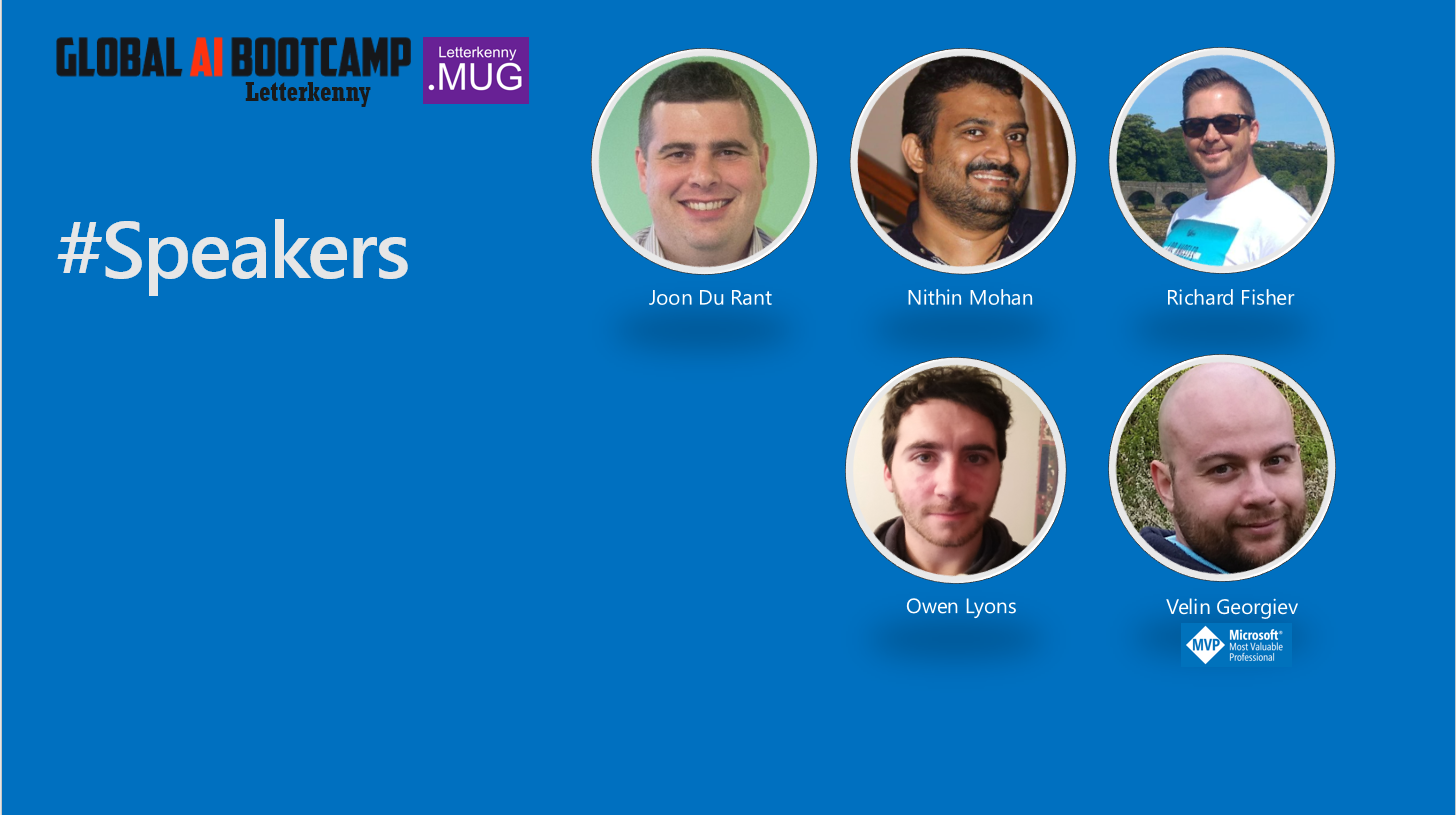 GLOBAL AI BOOTCAMP
Letterkenny
Letterkenny
.MUG
#Speakers
Joon Du Rant
Nithin Mohan
Richard Fisher
Owen Lyons
Velin Georgiev
MVP
Microsoft®
Most Valuable
Professional